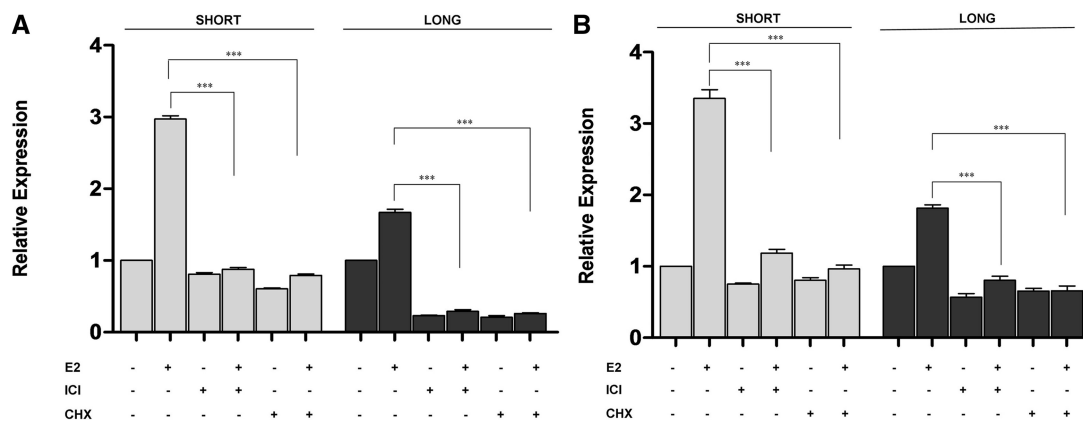 A
SHORT
LONG
Relative Expression
4
3
2
1
0
***
***
***
***
E2 - + - + - + - + - + - +
ICI - - + + - - - - + + - -
CHX - - - - + + - - - - + +
B
SHORT
LONG
Relative Expression
4
3
2
1
0
***
***
***
***
E2 - + - + - + - + - + - +
ICI - - + + - - - - + + - -
CHX - - - - + + - - - - + +